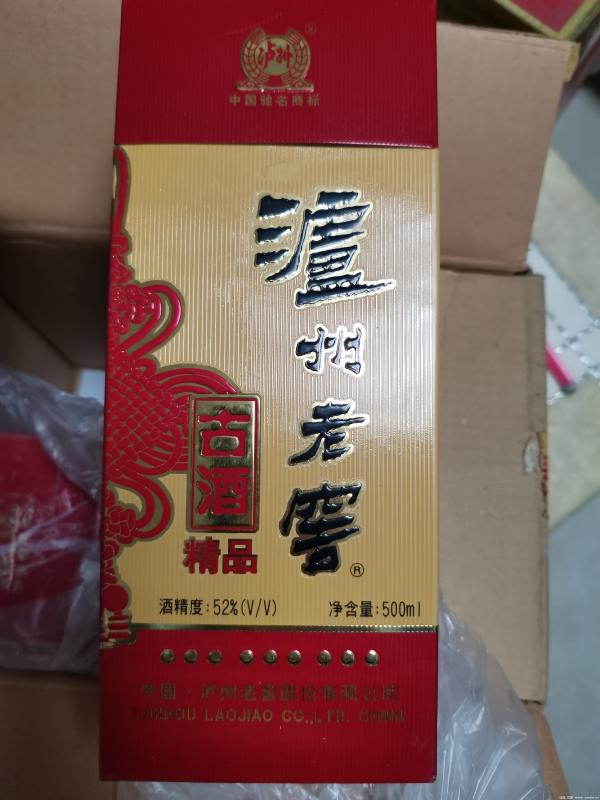 泸州
®
中国驰名商标
泸州老窖
®
古酒
精品
酒精度:52%(V/V)
净含量:500ml
中国·泸州老窖股份有限公司
LUZHOU LAOJIAO CO.,LTD. CHINA